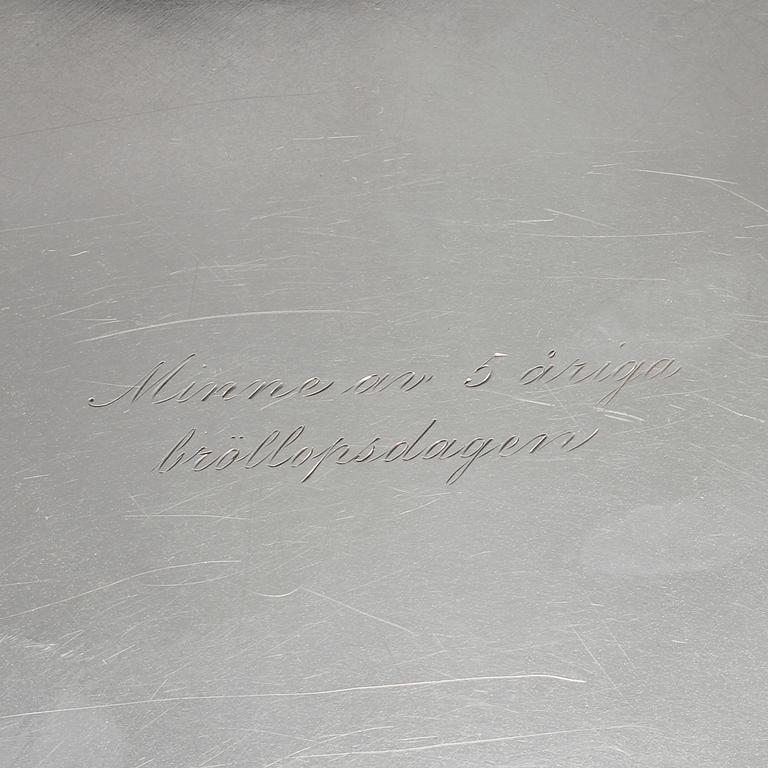 Minne av 5 åriga
bröllopsdagen